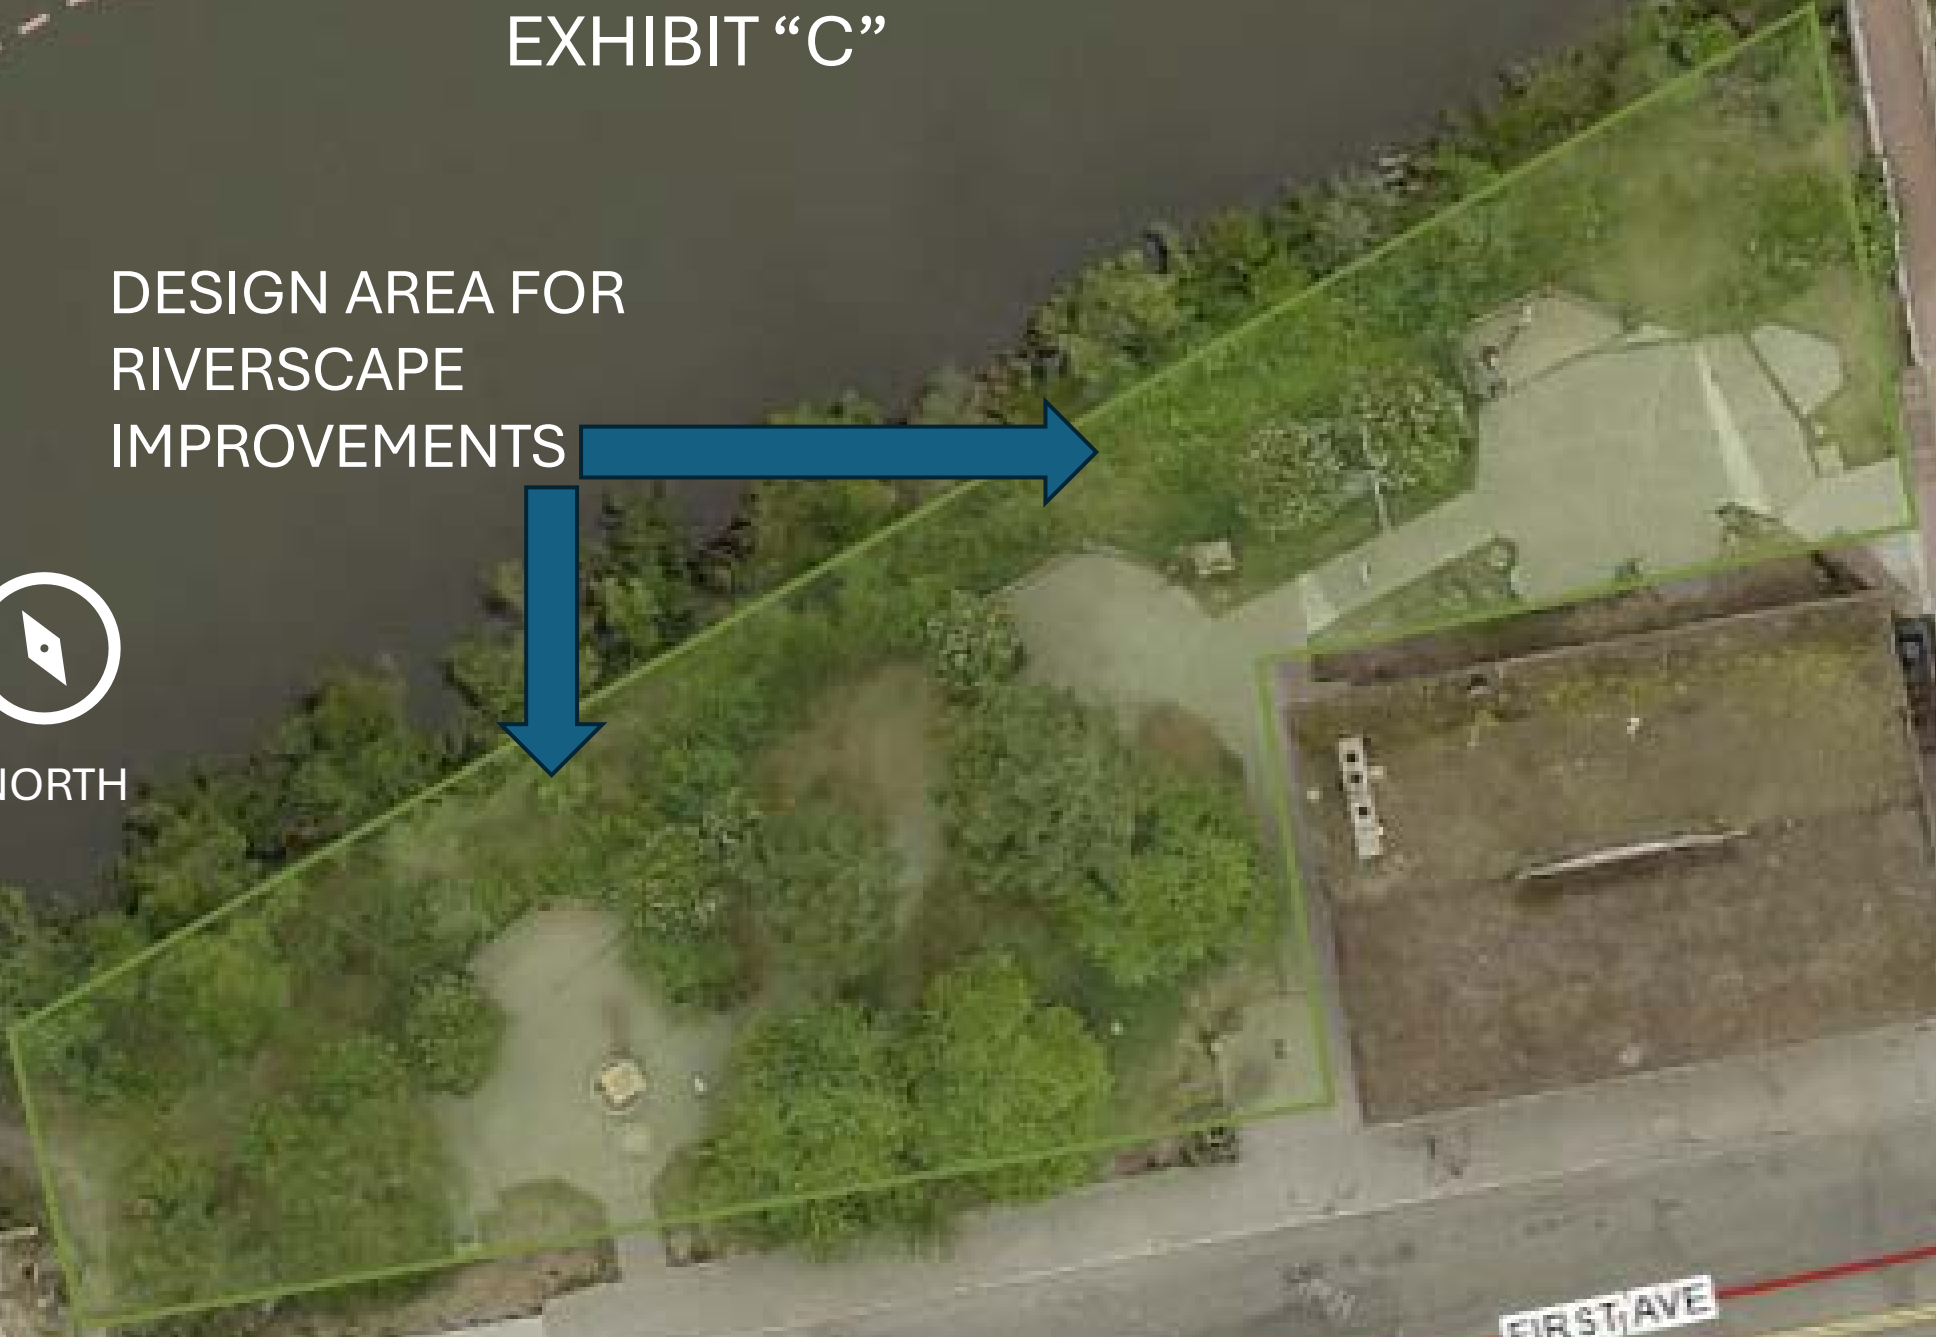 EXHIBIT “C”
DESIGN AREA FOR
RIVERSCAPE
IMPROVEMENTS
NORTH
FIRST AVE